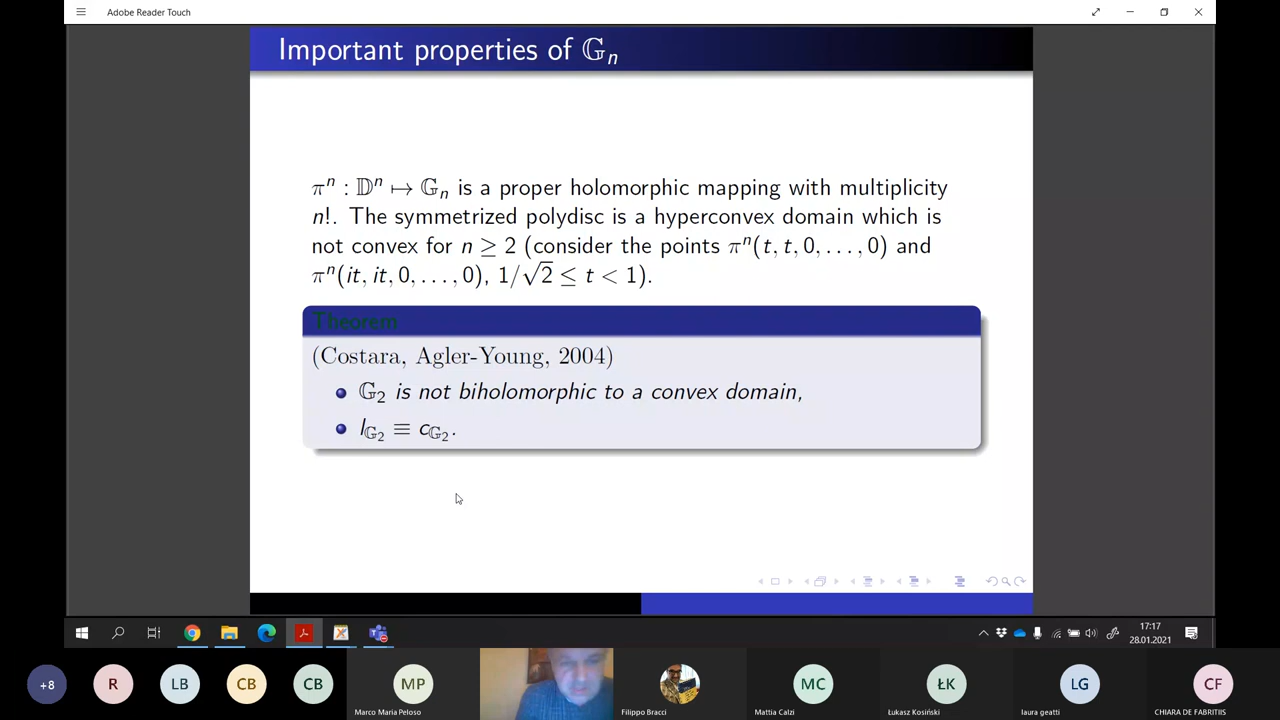 Adobe Reader Touch
Important properties of 𝔾ₙ
πⁿ : 𝔻ⁿ ↦ 𝔾ₙ is a proper holomorphic mapping with multiplicity
n!. The symmetrized polydisc is a hyperconvex domain which is
not convex for n ≥ 2 (consider the points πⁿ(t, t, 0, . . . , 0) and
πⁿ(it, it, 0, . . . , 0), 1/√2 ≤ t < 1).
Theorem
(Costara, Agler-Young, 2004)
𝔾₂ is not biholomorphic to a convex domain,
l_𝔾₂ ≡ c_𝔾₂.
17:17
28.01.2021
+8
R
LB
CB
CB
MP
MC
ŁK
LG
CF
Marco Maria Peloso
Filippo Bracci
Mattia Calzi
Łukasz Kosiński
laura geatti
CHIARA DE FABRITIIS